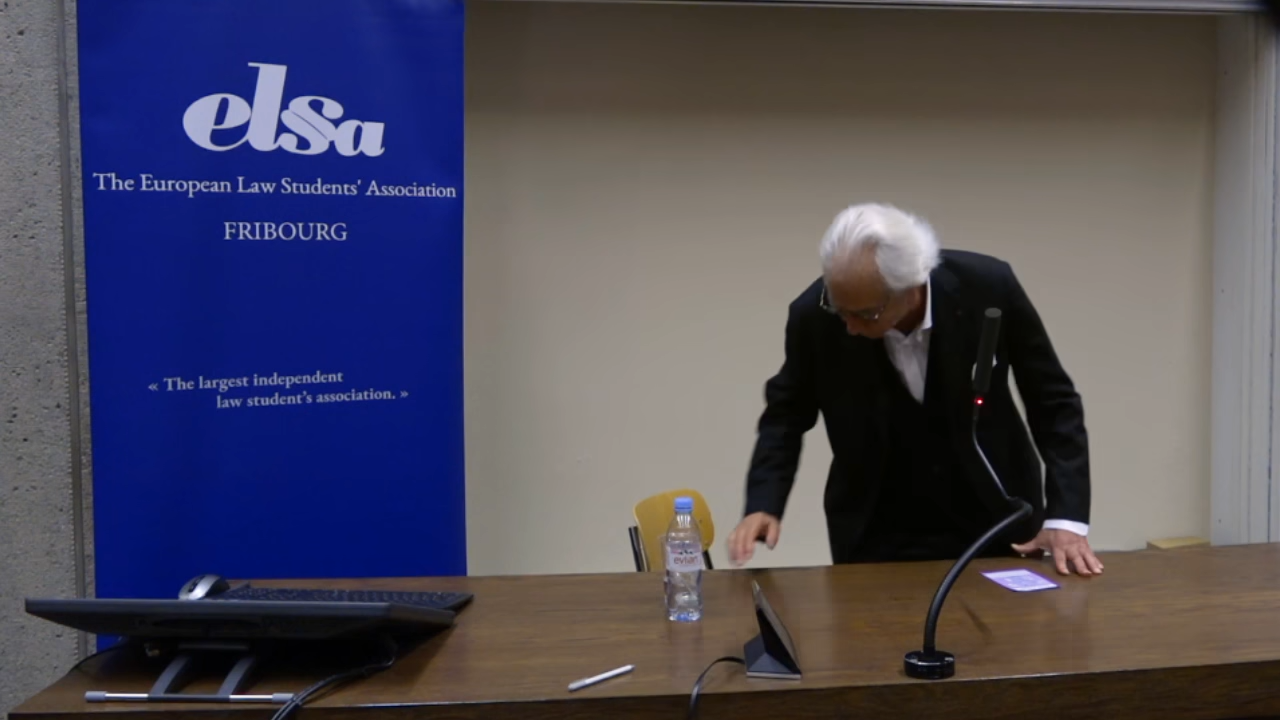 elsa
The European Law Students' Association
FRIBOURG
« The largest independent
law student's association. »
evian